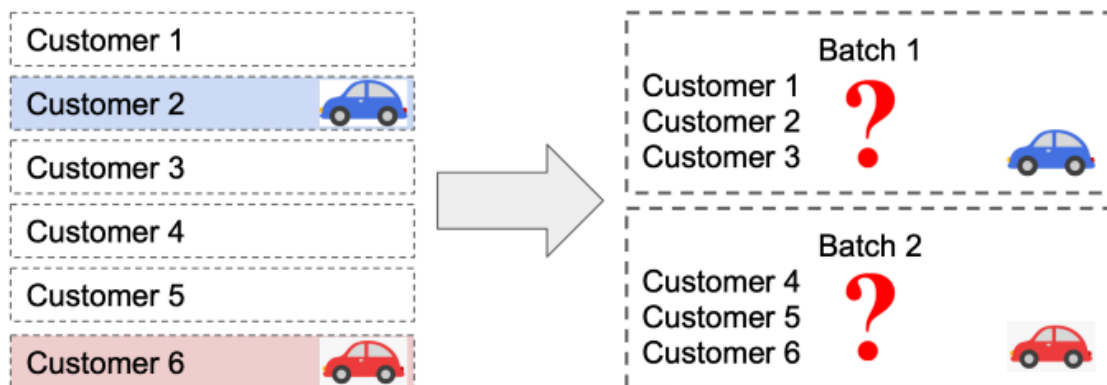 Customer 1
Customer 2
Customer 3
Customer 4
Customer 5
Customer 6
Batch 1
Customer 1
Customer 2
Customer 3
?
Batch 2
Customer 4
Customer 5
Customer 6
?